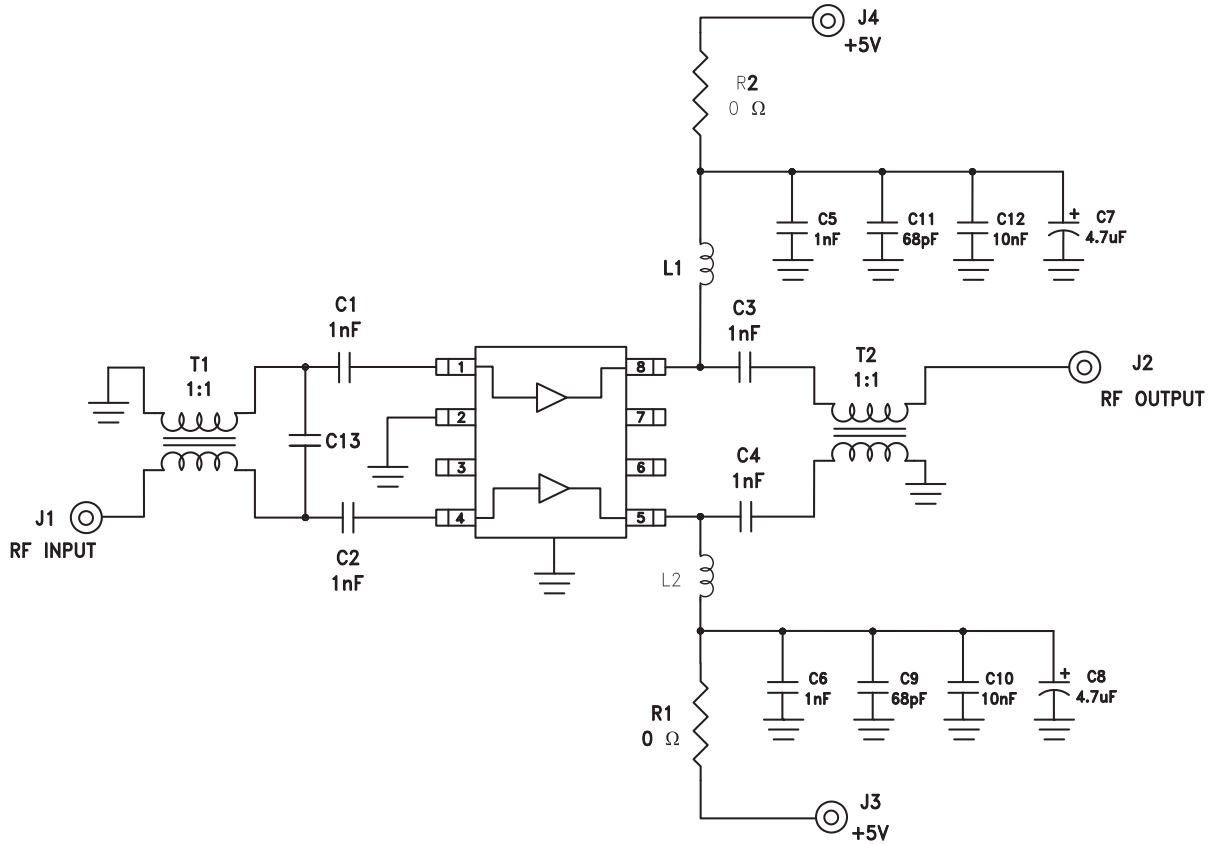 J4
+5V
R2
0 Ω
C5
1nF
C11
68pF
C12
10nF
+
C7
4.7uF
L1
C1
1nF
C3
1nF
T1
1:1
T2
1:1
J2
RF OUTPUT
1
8
2
7
C13
3
6
C4
1nF
4
5
J1
RF INPUT
C2
1nF
L2
C6
1nF
C9
68pF
C10
10nF
+
C8
4.7uF
R1
0 Ω
J3
+5V